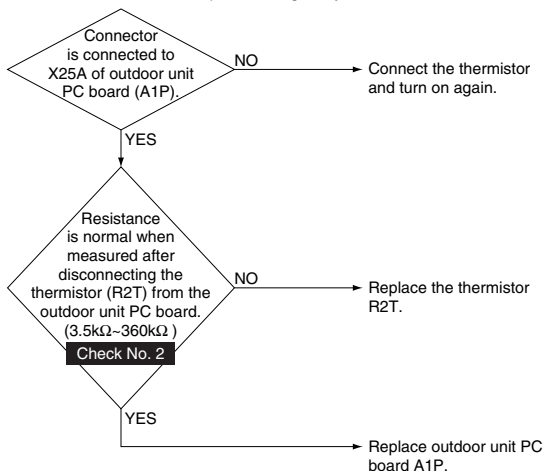 Connector
is connected to
X25A of outdoor unit
PC board (A1P).
NO
Connect the thermistor
and turn on again.
YES
Resistance
is normal when
measured after
disconnecting the
thermistor (R2T) from the
outdoor unit PC board.
(3.5kΩ~360kΩ )
Check No. 2
NO
Replace the thermistor
R2T.
YES
Replace outdoor unit PC
board A1P.